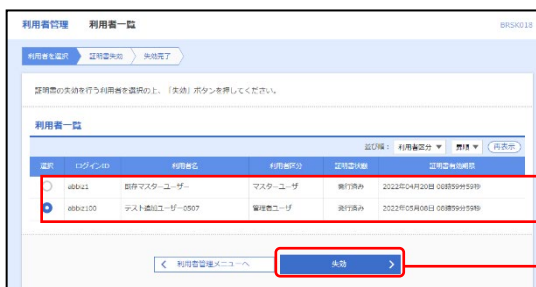 利用者管理 利用者一覧 BRSK018
利用者を選択 証明書失効 失効完了
証明書の失効を行う利用者を選択の上、「失効」ボタンを押してください。
利用者一覧
並び順： 利用者区分 ▼ 昇順 ▼ 再表示
選択 ログインID 利用者名 利用者区分 証明書状態 証明書有効期限
abbiz1 既存マスターユーザー マスターユーザ 発行済み 2022年04月20日 08時59分59秒
abbiz100 テスト追加ユーザー0507 管理者ユーザ 発行済み 2022年05月08日 08時59分59秒
利用者管理メニューへ 失効